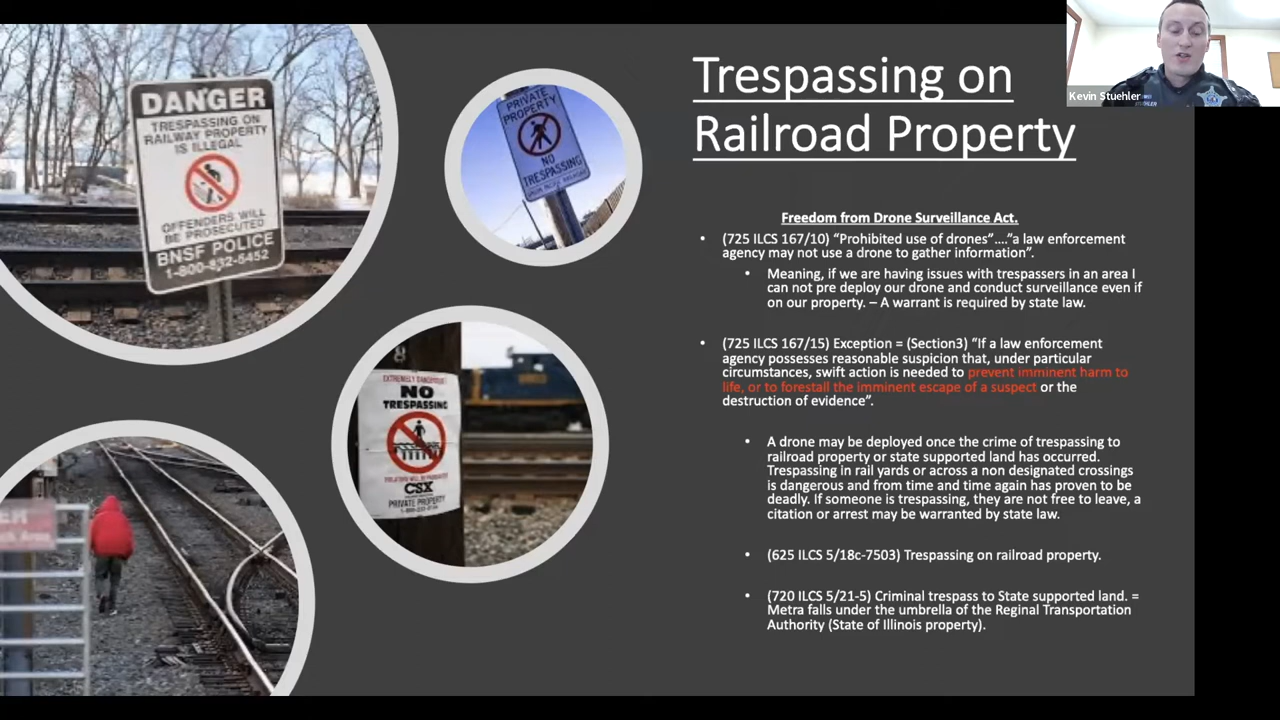 Trespassing on
Railroad Property
Kevin Stuehler
Freedom from Drone Surveillance Act.
• (725 ILCS 167/10) “Prohibited use of drones”....”a law enforcement
agency may not use a drone to gather information”.
• Meaning, if we are having issues with trespassers in an area I
can not pre deploy our drone and conduct surveillance even if
on our property. – A warrant is required by state law.
• (725 ILCS 167/15) Exception = (Section3) “If a law enforcement
agency possesses reasonable suspicion that, under particular
circumstances, swift action is needed to prevent imminent harm to
life, or to forestall the imminent escape of a suspect or the
destruction of evidence”.
• A drone may be deployed once the crime of trespassing to
railroad property or state supported land has occurred.
Trespassing in rail yards or across a non designated crossings
is dangerous and from time and time again has proven to be
deadly. If someone is trespassing, they are not free to leave, a
citation or arrest may be warranted by state law.
• (625 ILCS 5/18c-7503) Trespassing on railroad property.
• (720 ILCS 5/21-5) Criminal trespass to State supported land. =
Metra falls under the umbrella of the Reginal Transportation
Authority (State of Illinois property).
DANGER
TRESPASSING ON
RAILWAY PROPERTY
IS ILLEGAL
OFFENDERS WILL
BE PROSECUTED
BNSF POLICE
1-800-832-5452
PRIVATE
PROPERTY
NO
TRESPASSING
UNION PACIFIC RAILROAD
EXTREMELY DANGEROUS!
NO
TRESPASSING
CSX
PRIVATE PROPERTY